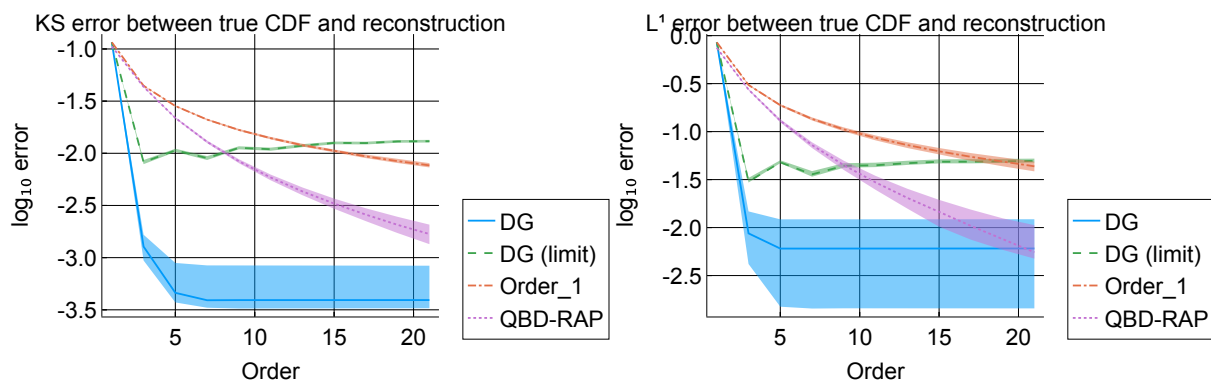 KS error between true CDF and reconstruction
-1.0
-1.5
-2.0
-2.5
-3.0
-3.5
log₁₀ error
5
10
15
20
Order
DG
DG (limit)
Order_1
QBD-RAP
L¹ error between true CDF and reconstruction
0.0
-0.5
-1.0
-1.5
-2.0
-2.5
log₁₀ error
5
10
15
20
Order
DG
DG (limit)
Order_1
QBD-RAP